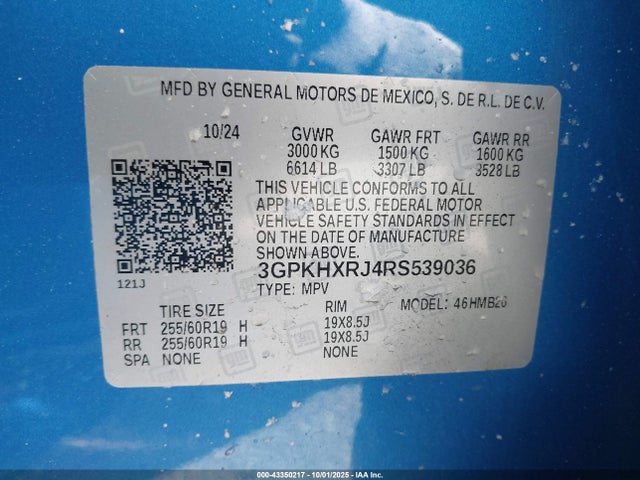 MFD BY GENERAL MOTORS DE MEXICO, S. DE R.L. DE C.V.
10/24 GVWR GAWR FRT GAWR RR
3000 KG 1500 KG 1600 KG
6614 LB 3307 LB 3528 LB
THIS VEHICLE CONFORMS TO ALL
APPLICABLE U.S. FEDERAL MOTOR
VEHICLE SAFETY STANDARDS IN EFFECT
ON THE DATE OF MANUFACTURE
SHOWN ABOVE.
3GPKHXRJ4RS539036
121J
TYPE: MPV MODEL: 46HMB26
TIRE SIZE RIM
FRT 255/60R19 H 19X8.5J
RR 255/60R19 H 19X8.5J
SPA NONE NONE
000-43350217 - 10/01/2025 - IAA Inc.